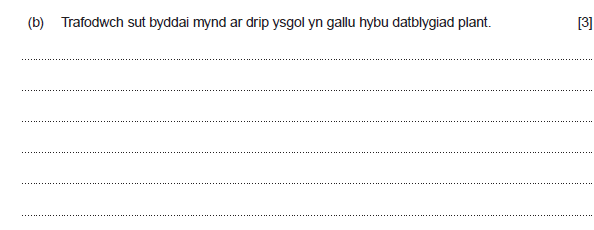 (b) Trafodwch sut byddai mynd ar drip ysgol yn gallu hybu datblygiad plant. [3]